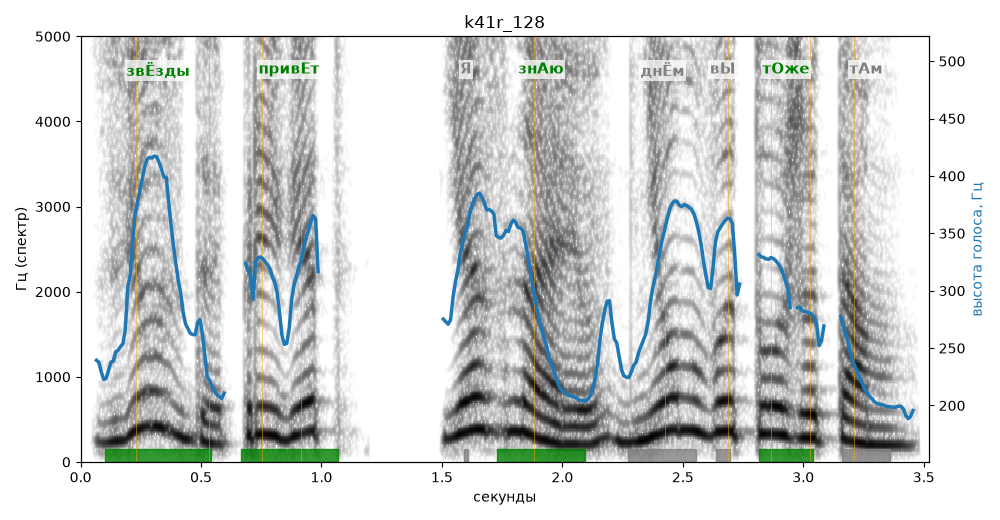 k41r_128
звЁзды привЕт Я знАю днЁм вЫ тОже тАм
5000
4000
3000
2000
1000
0
Гц (спектр)
0.0 0.5 1.0 1.5 2.0 2.5 3.0 3.5
секунды
500
450
400
350
300
250
200
высота голоса, Гц